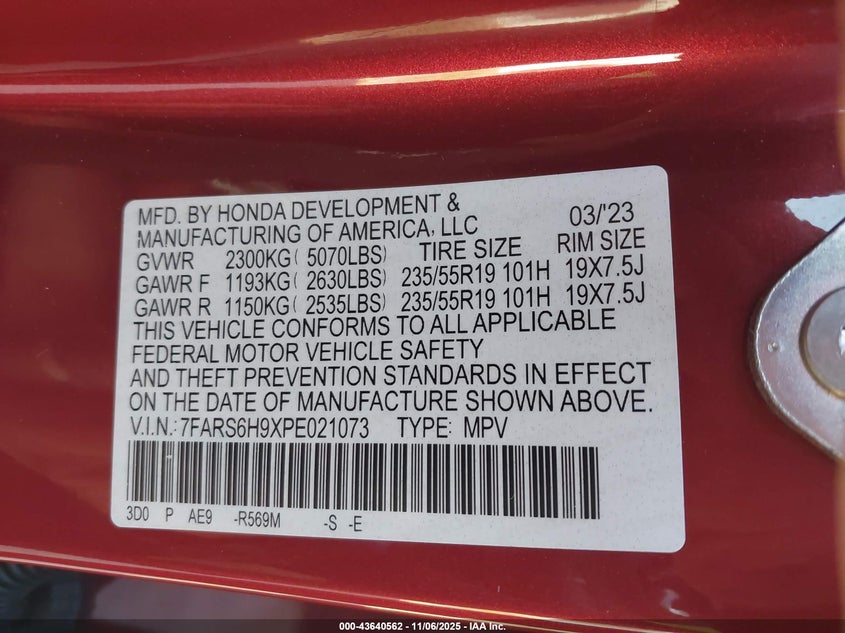 MFD. BY HONDA DEVELOPMENT &
MANUFACTURING OF AMERICA, LLC 03/'23
GVWR 2300KG( 5070LBS) TIRE SIZE RIM SIZE
GAWR F 1193KG( 2630LBS) 235/55R19 101H 19X7.5J
GAWR R 1150KG( 2535LBS) 235/55R19 101H 19X7.5J
THIS VEHICLE CONFORMS TO ALL APPLICABLE
FEDERAL MOTOR VEHICLE SAFETY
AND THEFT PREVENTION STANDARDS IN EFFECT
ON THE DATE OF MANUFACTURE SHOWN ABOVE.
V.I.N.: 7FARS6H9XPE021073 TYPE: MPV
3D0 P AE9 -R569M -S -E
000-43640562 - 11/06/2025 - IAA Inc.